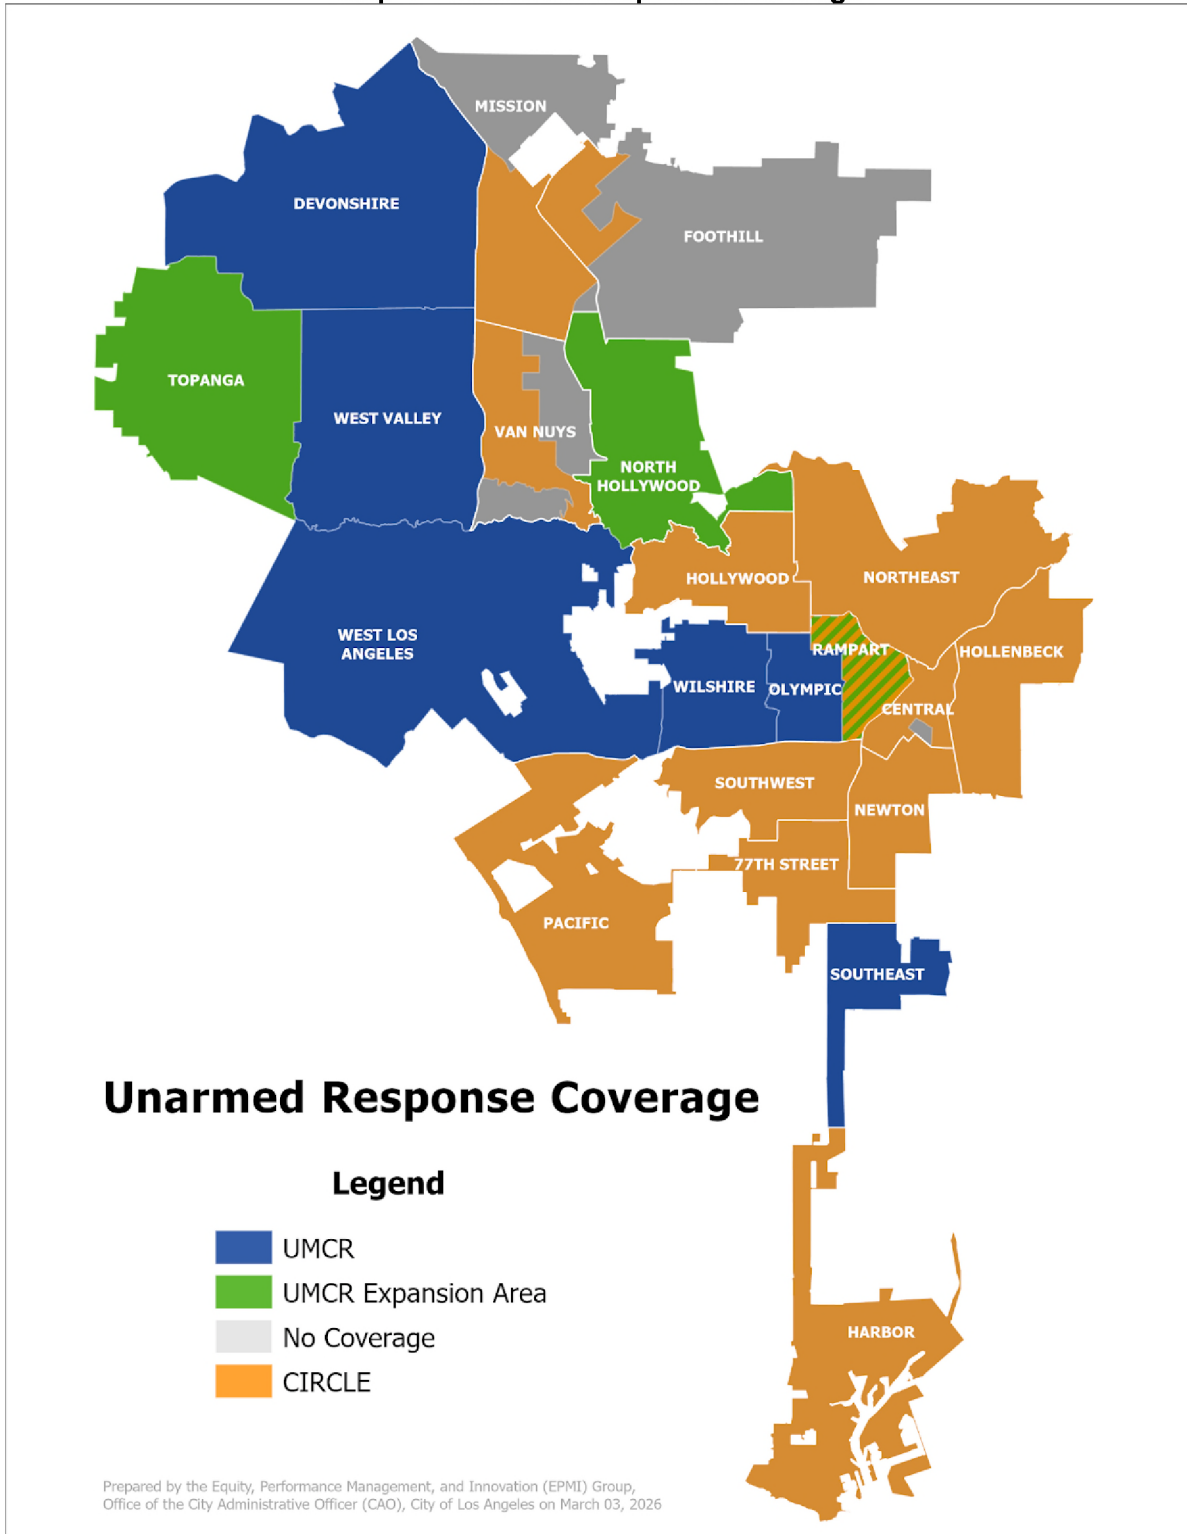 MISSION
DEVONSHIRE
FOOTHILL
TOPANGA
WEST VALLEY
VAN NUYS
NORTH
HOLLYWOOD
HOLLYWOOD
NORTHEAST
WEST LOS
ANGELES
RAMPART
HOLLENBECK
WILSHIRE
OLYMPIC
CENTRAL
SOUTHWEST
NEWTON
77TH STREET
PACIFIC
SOUTHEAST
Unarmed Response Coverage
Legend
UMCR
UMCR Expansion Area
No Coverage
CIRCLE
HARBOR
Prepared by the Equity, Performance Management, and Innovation (EPMI) Group,
Office of the City Administrative Officer (CAO), City of Los Angeles on March 03, 2026